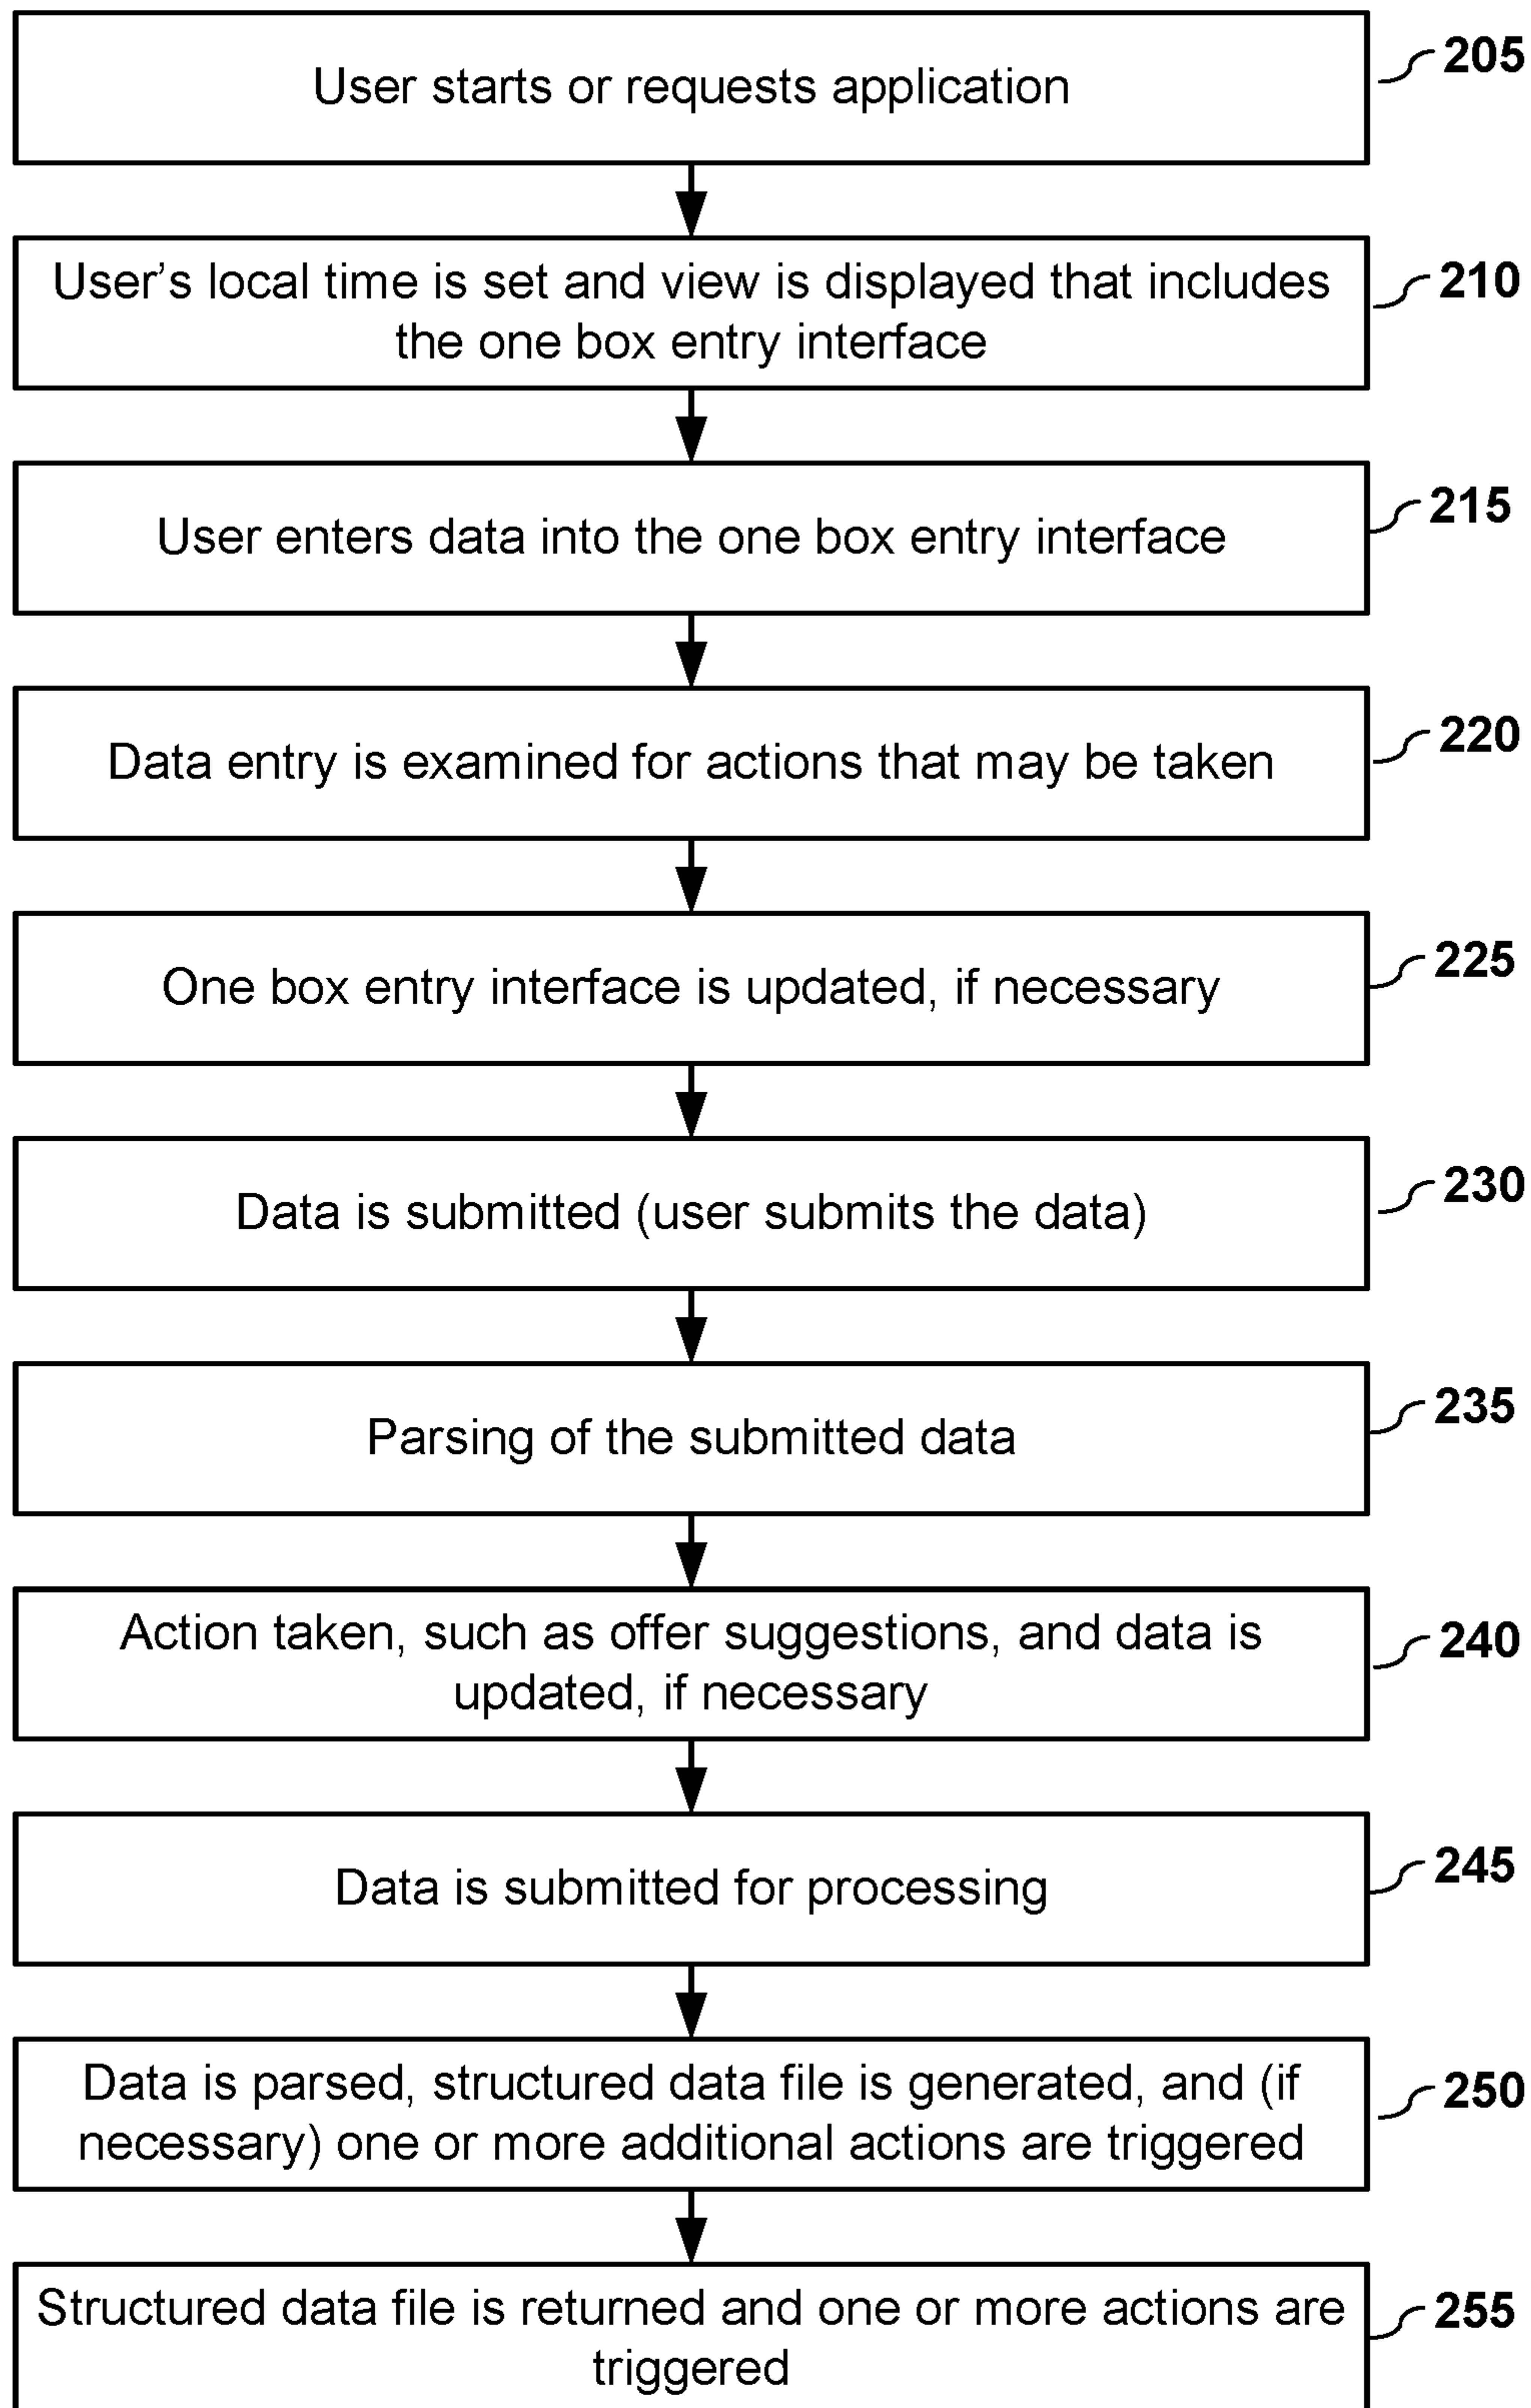 User starts or requests application
205
User’s local time is set and view is displayed that includes
the one box entry interface
210
User enters data into the one box entry interface
215
Data entry is examined for actions that may be taken
220
One box entry interface is updated, if necessary
225
Data is submitted (user submits the data)
230
Parsing of the submitted data
235
Action taken, such as offer suggestions, and data is
updated, if necessary
240
Data is submitted for processing
245
Data is parsed, structured data file is generated, and (if
necessary) one or more additional actions are triggered
250
Structured data file is returned and one or more actions are
triggered
255